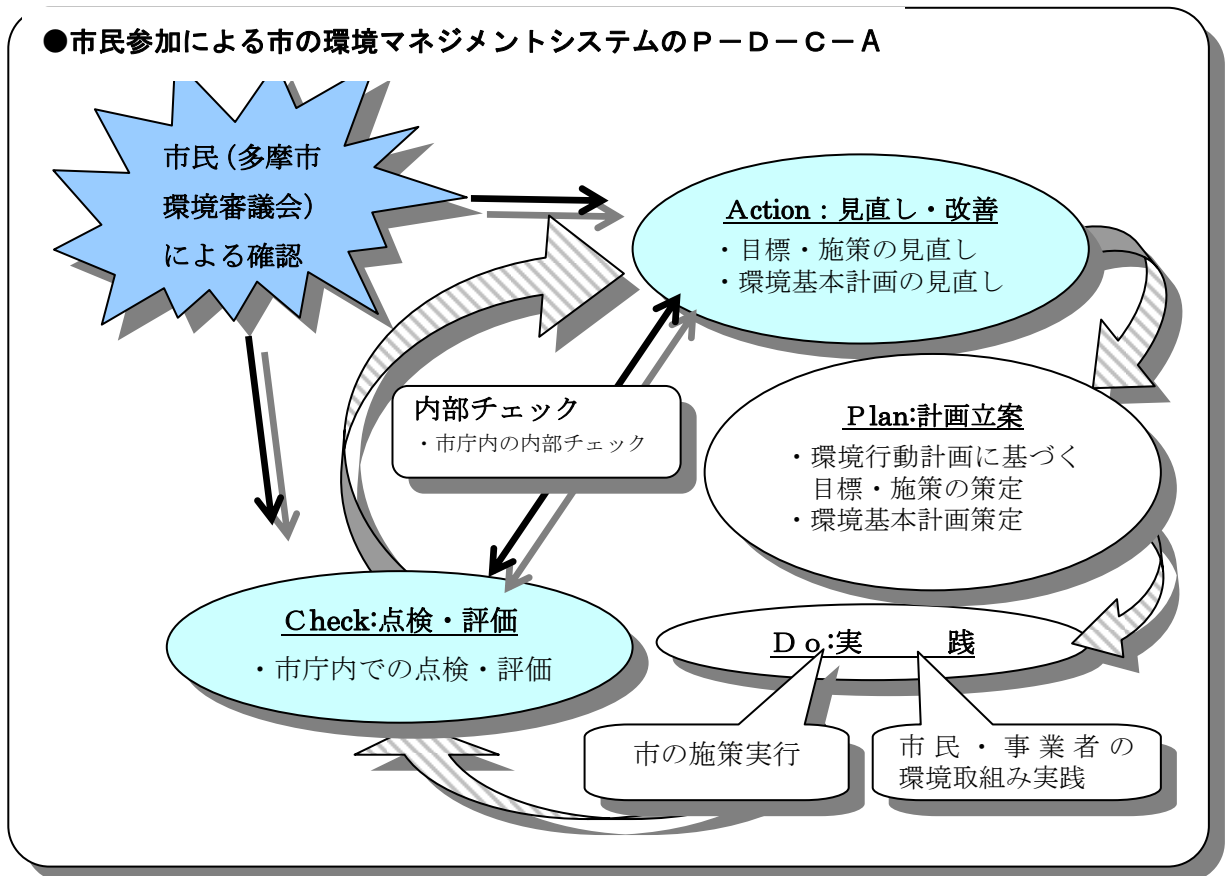 ●市民参加による市の環境マネジメントシステムのP－D－C－A
市民（多摩市
環境審議会）
による確認
Action：見直し・改善
・目標・施策の見直し
・環境基本計画の見直し
内部チェック
・市庁内の内部チェック
Plan:計画立案
・環境行動計画に基づく
目標・施策の策定
・環境基本計画策定
Check:点検・評価
・市庁内での点検・評価
Do:実　　践
市の施策実行
市民・事業者の
環境取組み実践